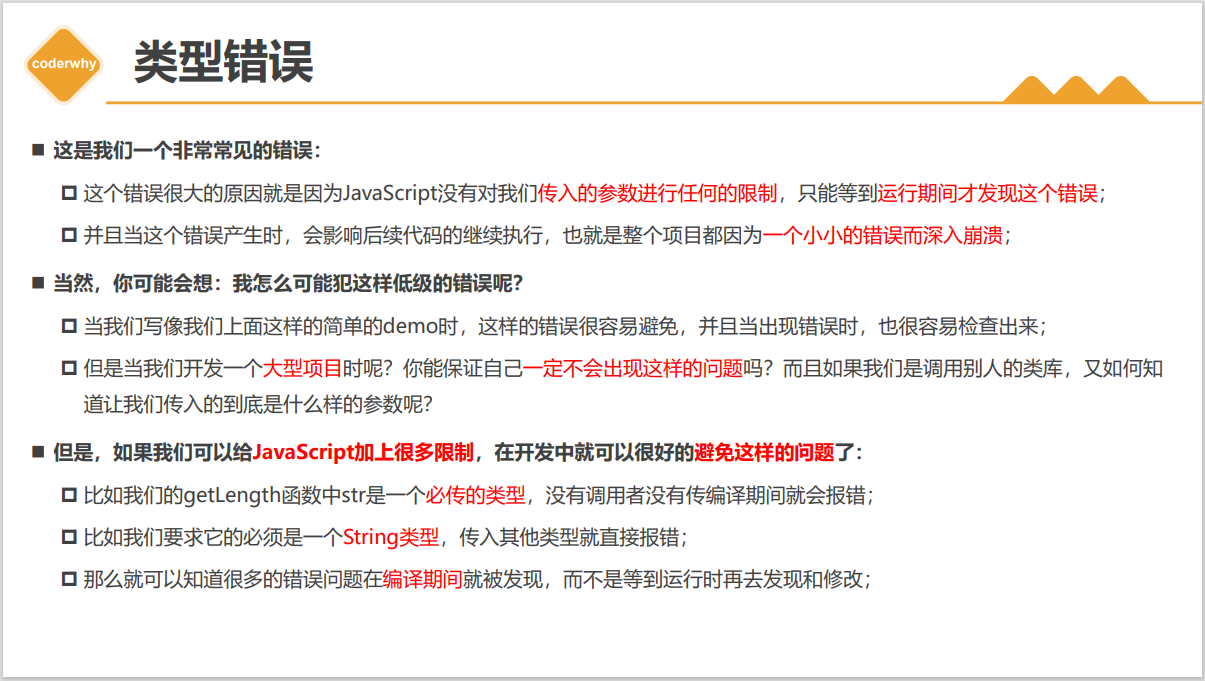 coderwhy
类型错误
这是我们一个非常常见的错误：
这个错误很大的原因就是因为JavaScript没有对我们传入的参数进行任何的限制，只能等到运行期间才发现这个错误；
并且当这个错误产生时，会影响后续代码的继续执行，也就是整个项目都因为一个小小的错误而深入崩溃；
当然，你可能会想：我怎么可能犯这样低级的错误呢？
当我们写像我们上面这样的简单的demo时，这样的错误很容易避免，并且当出现错误时，也很容易检查出来；
但是当我们开发一个大型项目时呢？你能保证自己一定不会出现这样的问题吗？而且如果我们是调用别人的类库，又如何知
道让我们传入的到底是什么样的参数呢？
但是，如果我们可以给JavaScript加上很多限制，在开发中就可以很好的避免这样的问题了：
比如我们的getLength函数中str是一个必传的类型，没有调用者没有传编译期间就会报错；
比如我们要求它的必须是一个String类型，传入其他类型就直接报错；
那么就可以知道很多的错误问题在编译期间就被发现，而不是等到运行时再去发现和修改；